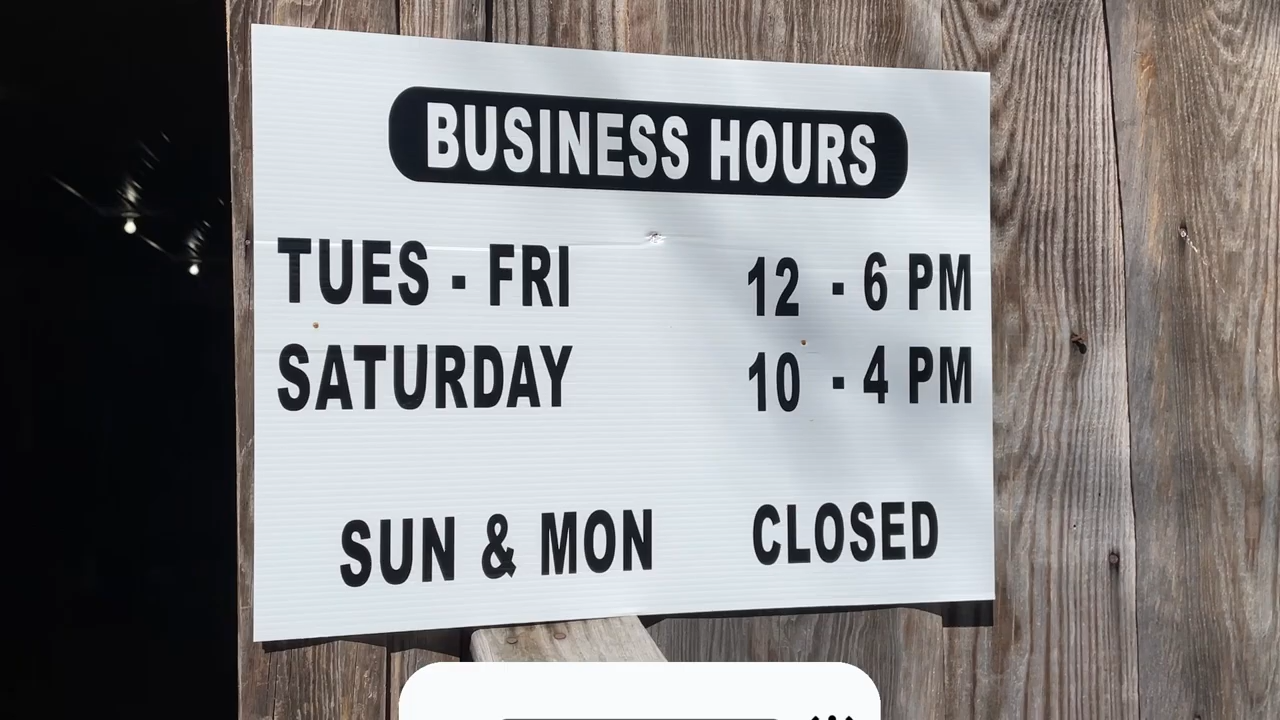 BUSINESS HOURS
TUES - FRI 12 - 6 PM
SATURDAY 10 - 4 PM
SUN & MON CLOSED